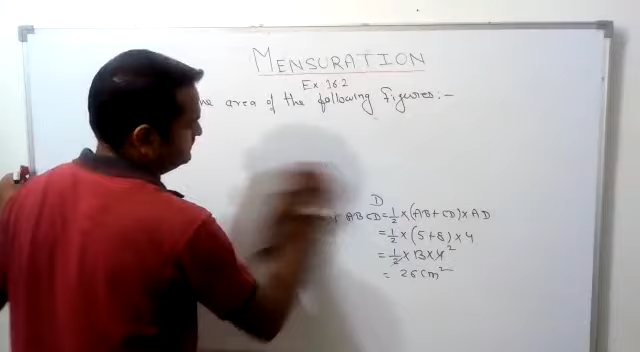 MENSURATION
Ex 16.2
the area of the following figures:-
D
ABCD = 1/2 × (AB + CD) × AD
= 1/2 × (5+8) × 4
= 1/2 × 13 × 4 2
= 26 cm²